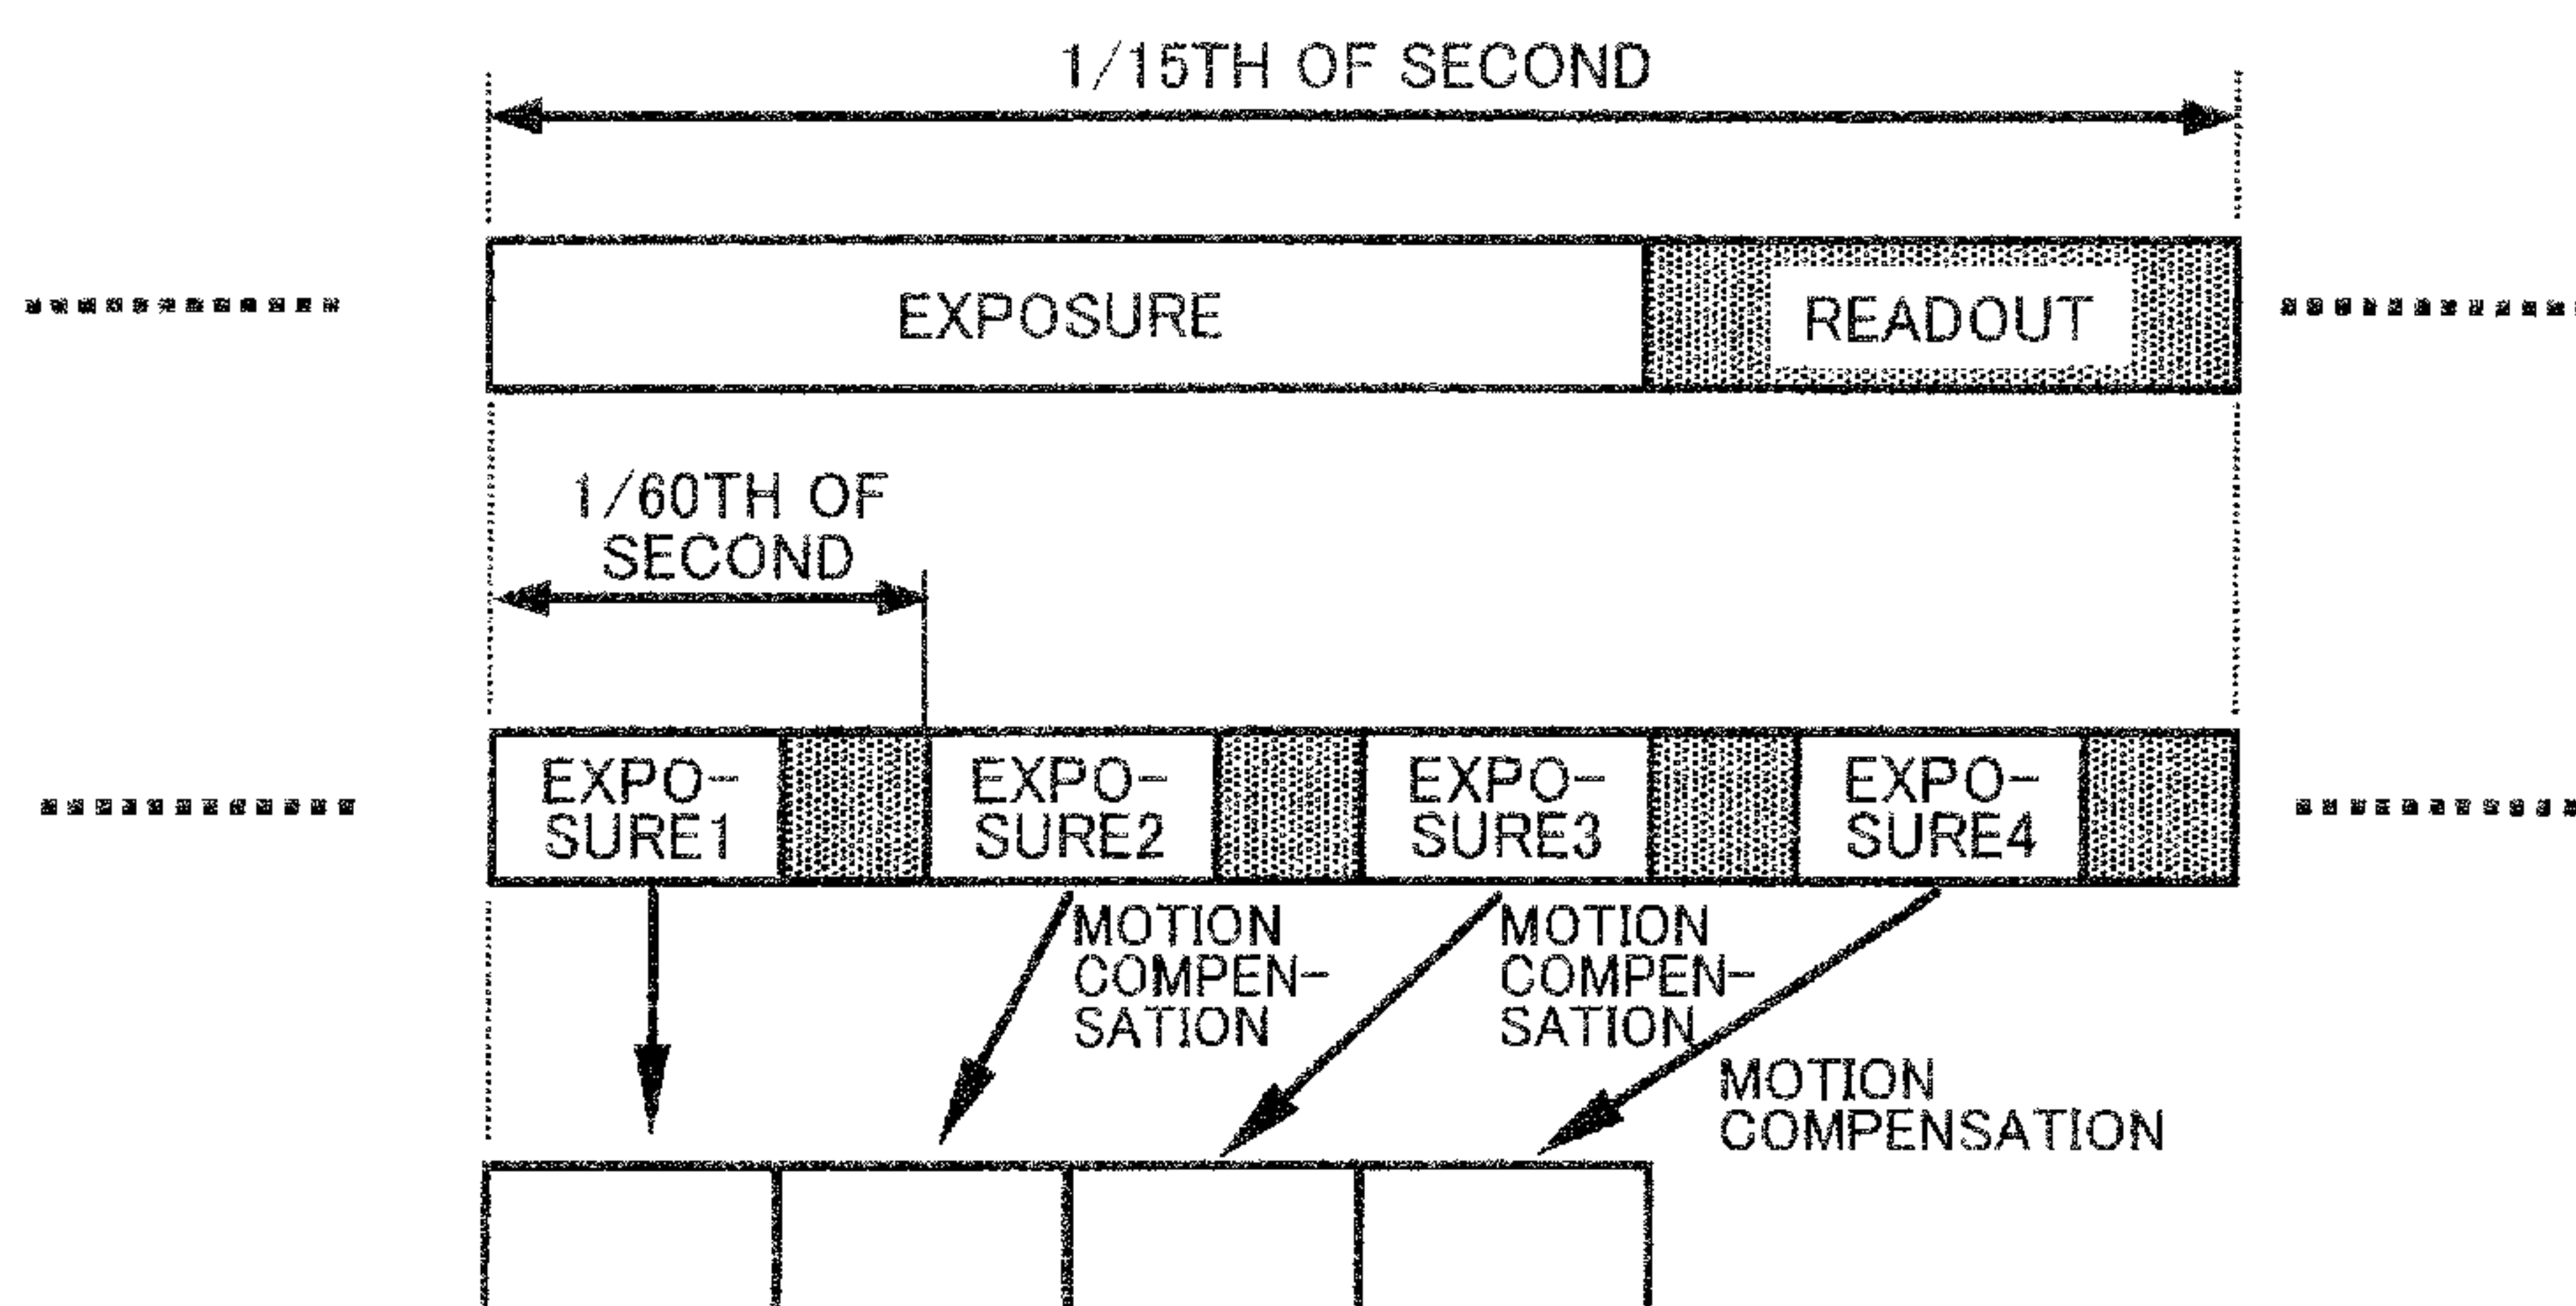 1/15TH OF SECOND
EXPOSURE
READOUT
1/60TH OF
SECOND
EXPO-
SURE1
EXPO-
SURE2
EXPO-
SURE3
EXPO-
SURE4
MOTION
COMPEN-
SATION
MOTION
COMPEN-
SATION
MOTION
COMPENSATION